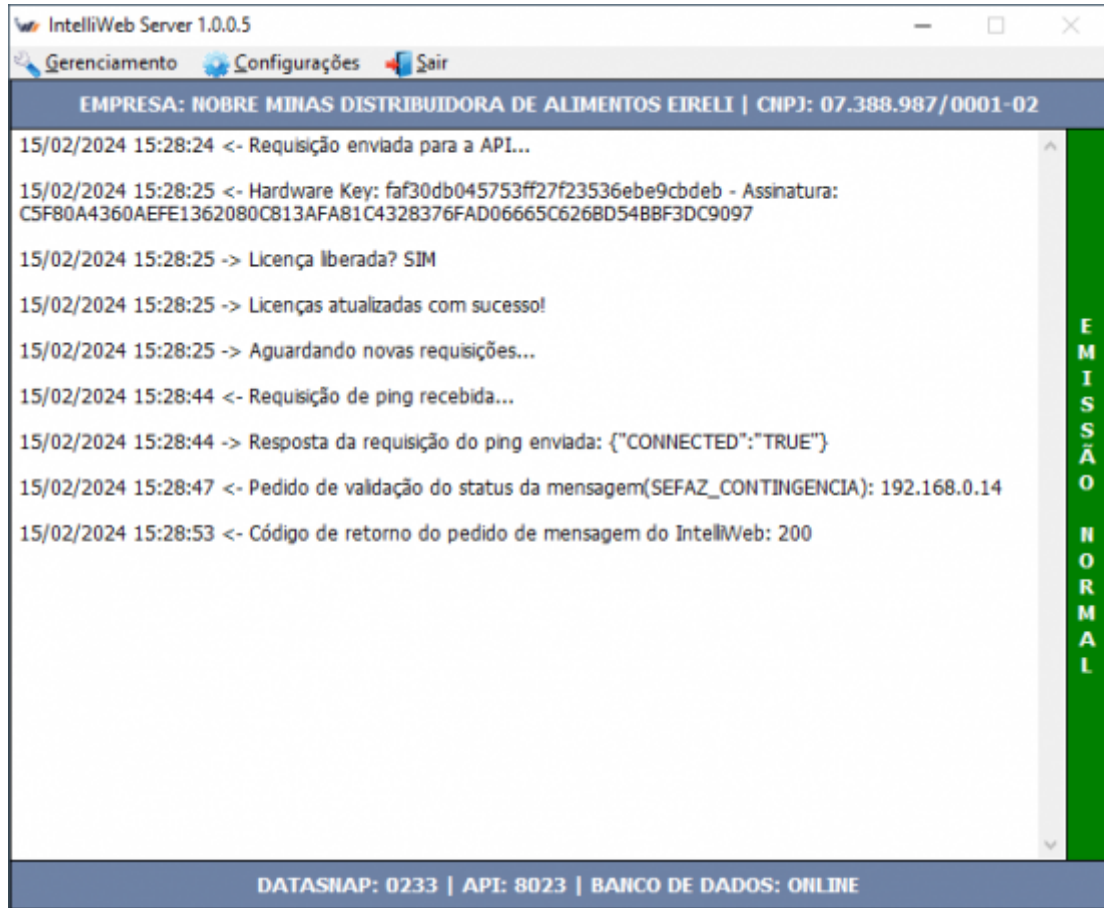 IntelliWeb Server 1.0.0.5
Gerenciamento Configurações Sair
EMPRESA: NOBRE MINAS DISTRIBUIDORA DE ALIMENTOS EIRELI | CNPJ: 07.388.987/0001-02
15/02/2024 15:28:24 <- Requisição enviada para a API...
15/02/2024 15:28:25 <- Hardware Key: faf30db045753ff27f23536ebe9cbdeb - Assinatura:
C5F80A4360AEFE1362080C813AFA81C4328376FAD06665C626BD54BBF3DC9097
15/02/2024 15:28:25 -> Licença liberada? SIM
15/02/2024 15:28:25 -> Licenças atualizadas com sucesso!
15/02/2024 15:28:25 -> Aguardando novas requisições...
15/02/2024 15:28:44 <- Requisição de ping recebida...
15/02/2024 15:28:44 -> Resposta da requisição do ping enviada: {"CONNECTED":"TRUE"}
15/02/2024 15:28:47 <- Pedido de validação do status da mensagem(SEFAZ_CONTINGENCIA): 192.168.0.14
15/02/2024 15:28:53 <- Código de retorno do pedido de mensagem do IntelliWeb: 200
EMISSÃO NORMAL
DATASNAP: 0233 | API: 8023 | BANCO DE DADOS: ONLINE